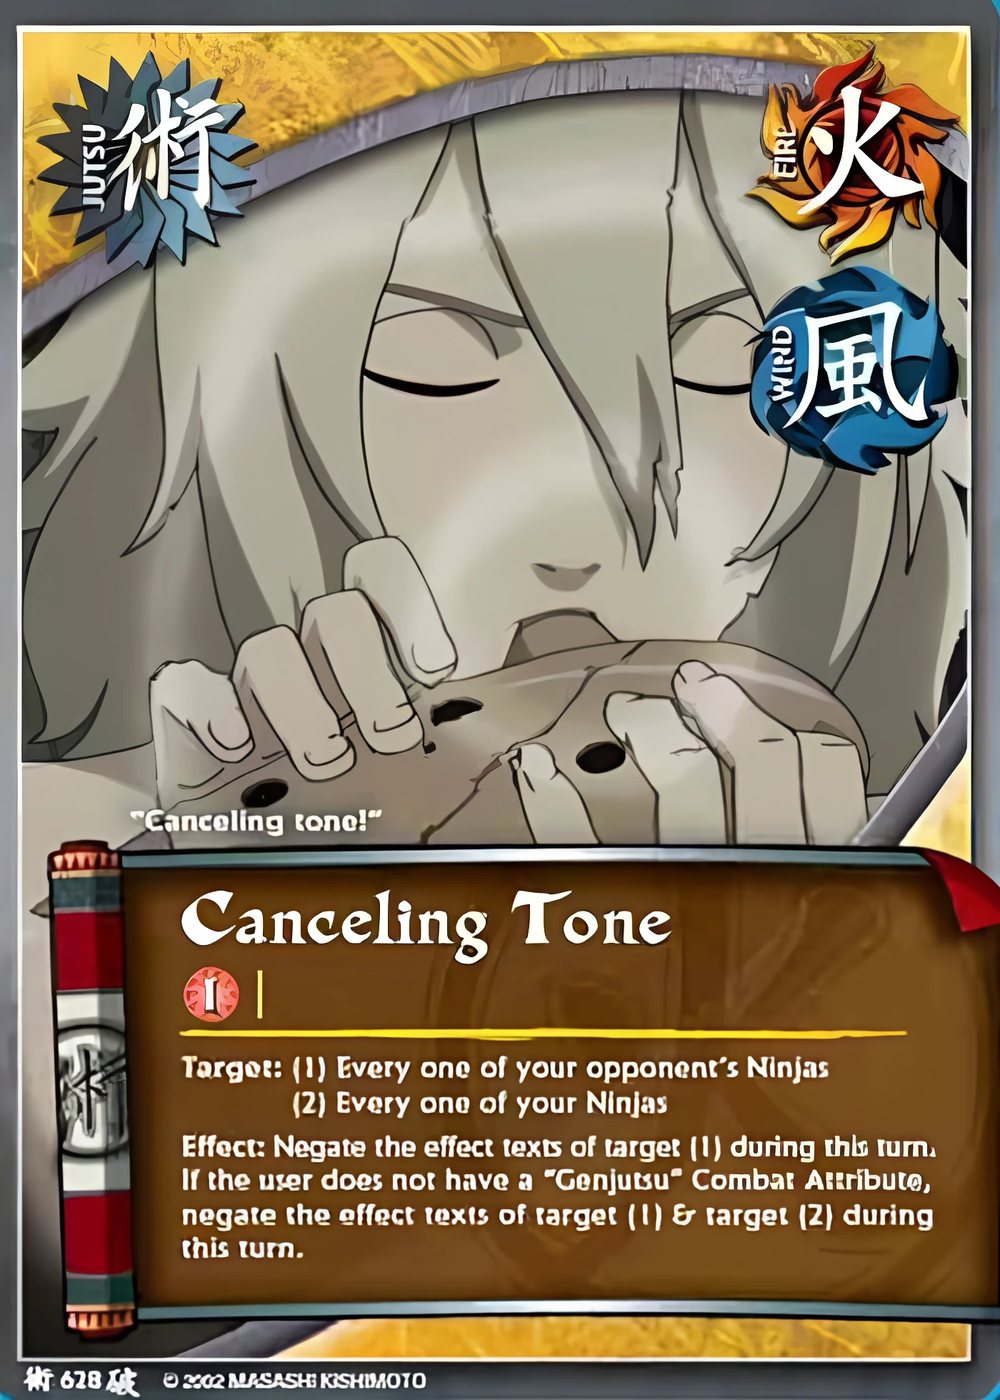 JUTSU 術
FIRE 火
WIND 風
"Canceling tone!"
Canceling Tone
1
Target: (1) Every one of your opponent's Ninjas
(2) Every one of your Ninjas
Effect: Negate the effect texts of target (1) during this turn.
If the user does not have a "Genjutsu" Combat Attribute,
negate the effect texts of target (1) & target (2) during
this turn.
術 628 破 © 2002 MASASHI KISHIMOTO